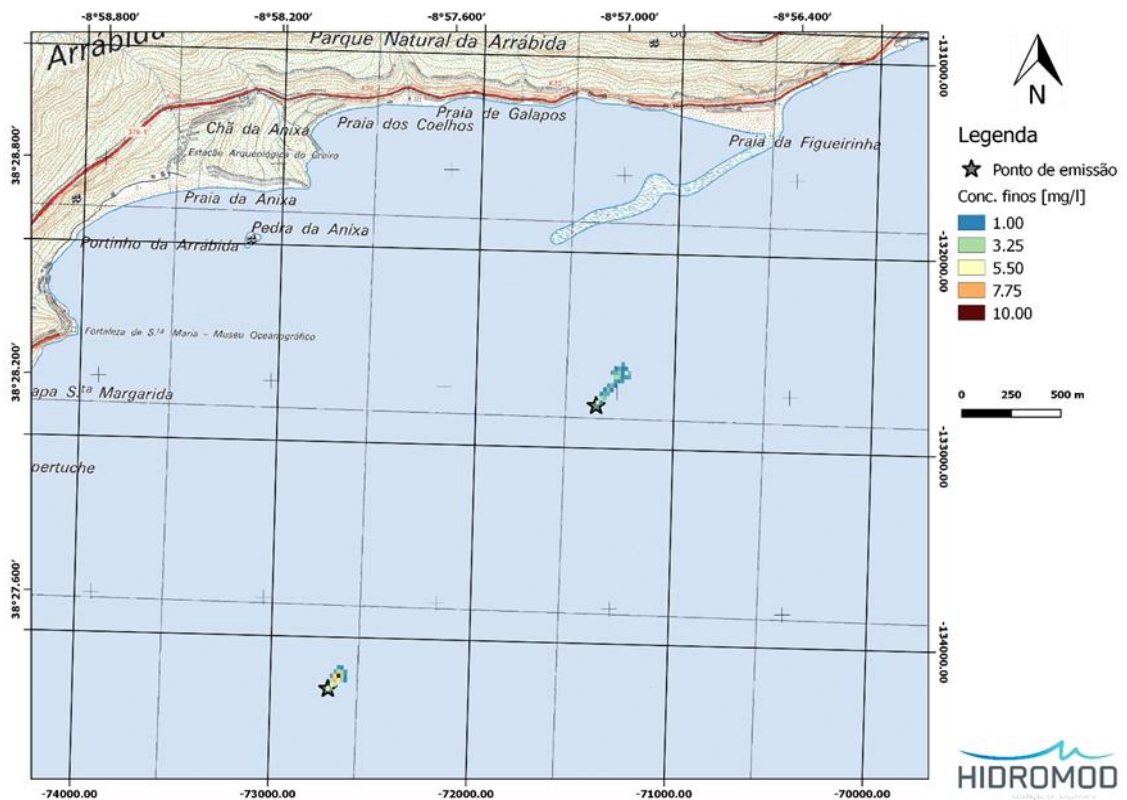 -8°58.800'
-8°58.200'
-8°57.600'
-8°57.000'
-8°56.400'
Arrábida
Parque Natural da Arrábida
Praia de Galapos
Praia dos Coelhos
Chã da Anixa
Estação Arqueológica do Creiro
Praia da Figueirinha
Praia da Anixa
Pedra da Anixa
Portinho da Arrábida
Fortaleza de S.ta Maria - Museu Oceanográfico
apa S.ta Margarida
pertuche
38°28.800'
38°28.200'
38°27.600'
-131000.00
-132000.00
-133000.00
-134000.00
-74000.00
-73000.00
-72000.00
-71000.00
-70000.00
N
Legenda
Ponto de emissão
Conc. finos [mg/l]
1.00
3.25
5.50
7.75
10.00
0 250 500 m
HIDROMOD